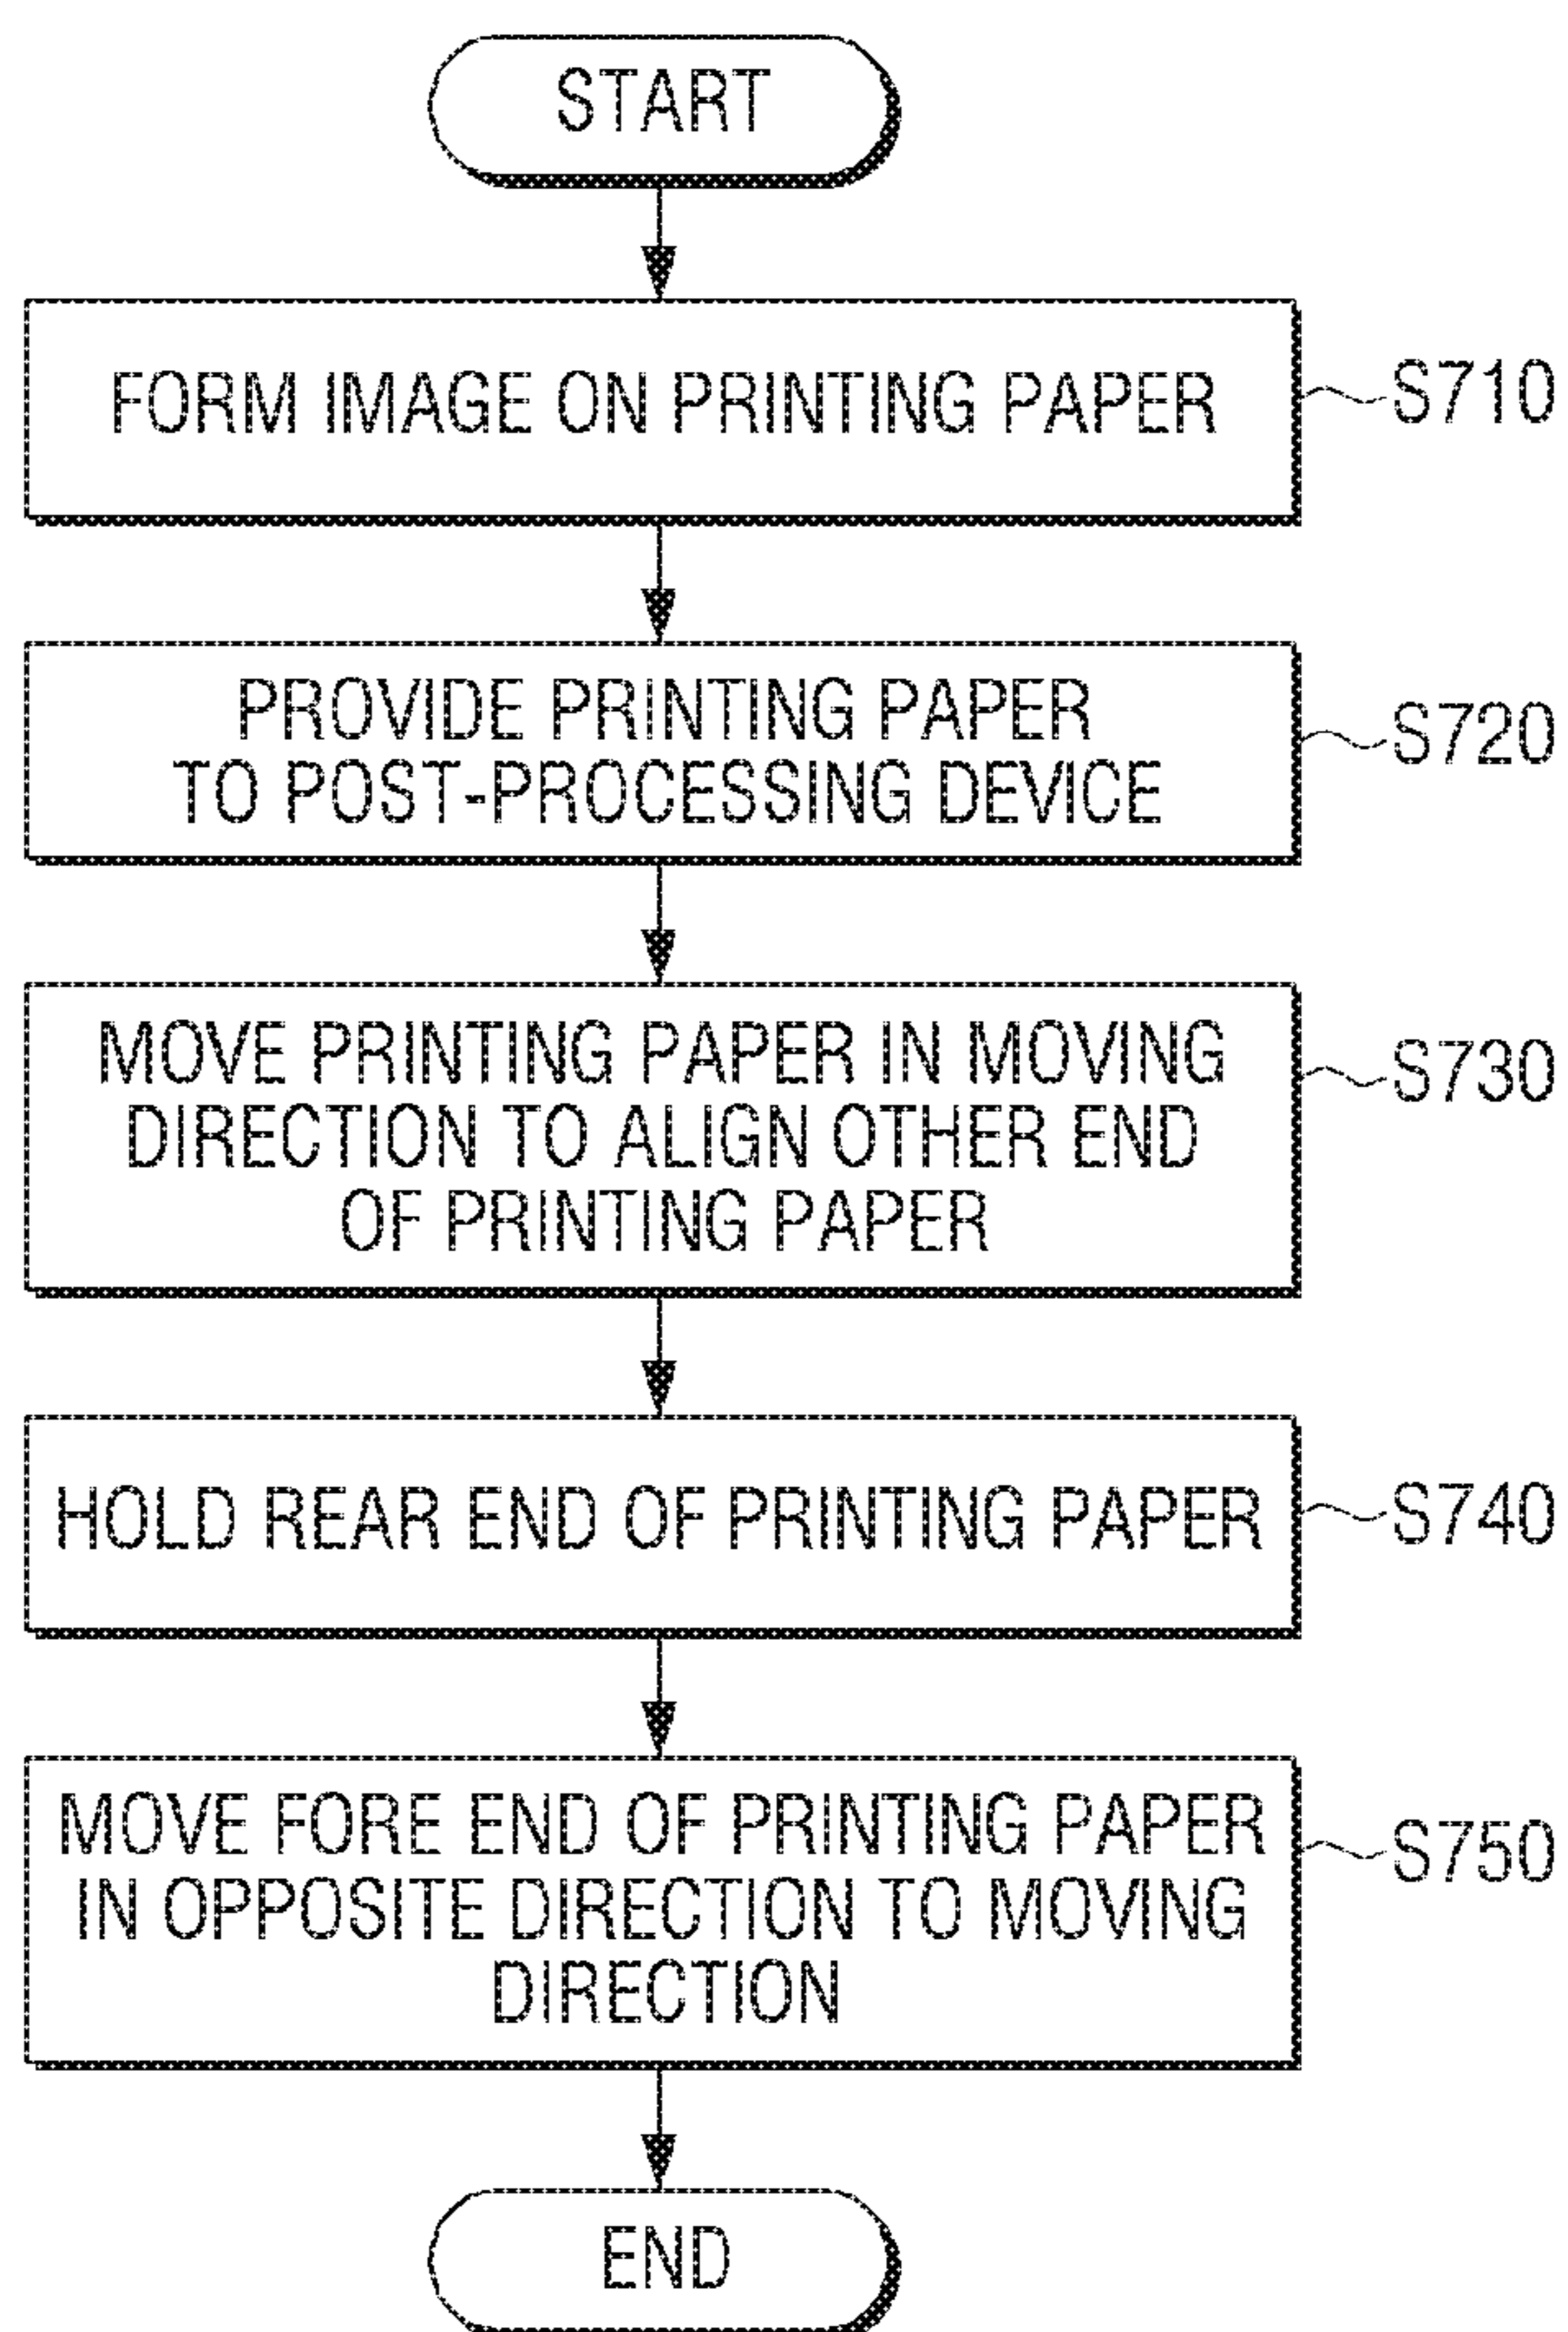 START
FORM IMAGE ON PRINTING PAPER
S710
PROVIDE PRINTING PAPER
TO POST-PROCESSING DEVICE
S720
MOVE PRINTING PAPER IN MOVING
DIRECTION TO ALIGN OTHER END
OF PRINTING PAPER
S730
HOLD REAR END OF PRINTING PAPER
S740
MOVE FORE END OF PRINTING PAPER
IN OPPOSITE DIRECTION TO MOVING
DIRECTION
S750
END